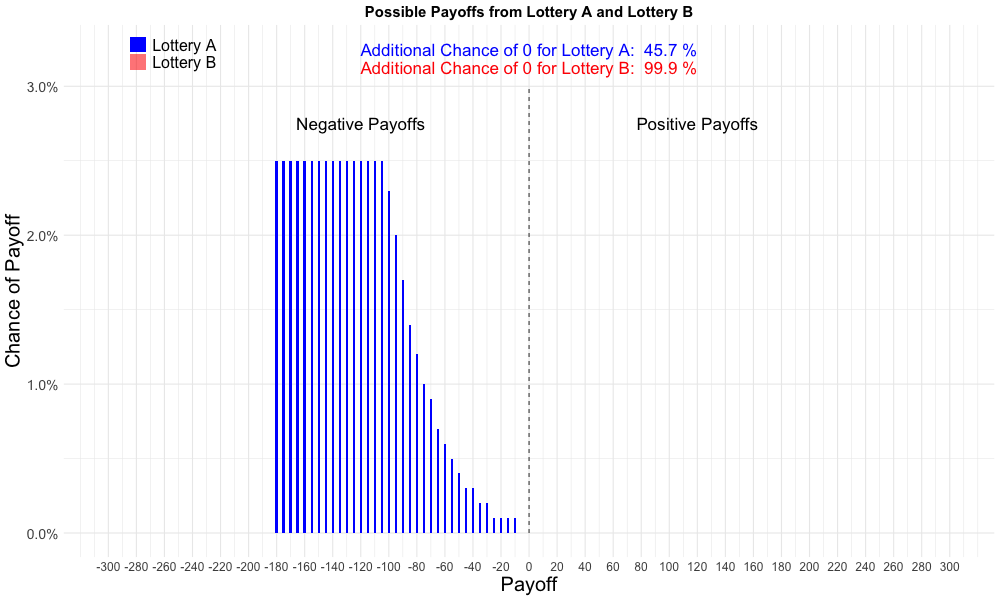 Possible Payoffs from Lottery A and Lottery B
Lottery A
Lottery B
Additional Chance of 0 for Lottery A: 45.7 %
Additional Chance of 0 for Lottery B: 99.9 %
Negative Payoffs
Positive Payoffs
Chance of Payoff
3.0%
2.0%
1.0%
0.0%
-300 -280 -260 -240 -220 -200 -180 -160 -140 -120 -100 -80 -60 -40 -20 0 20 40 60 80 100 120 140 160 180 200 220 240 260 280 300
Payoff